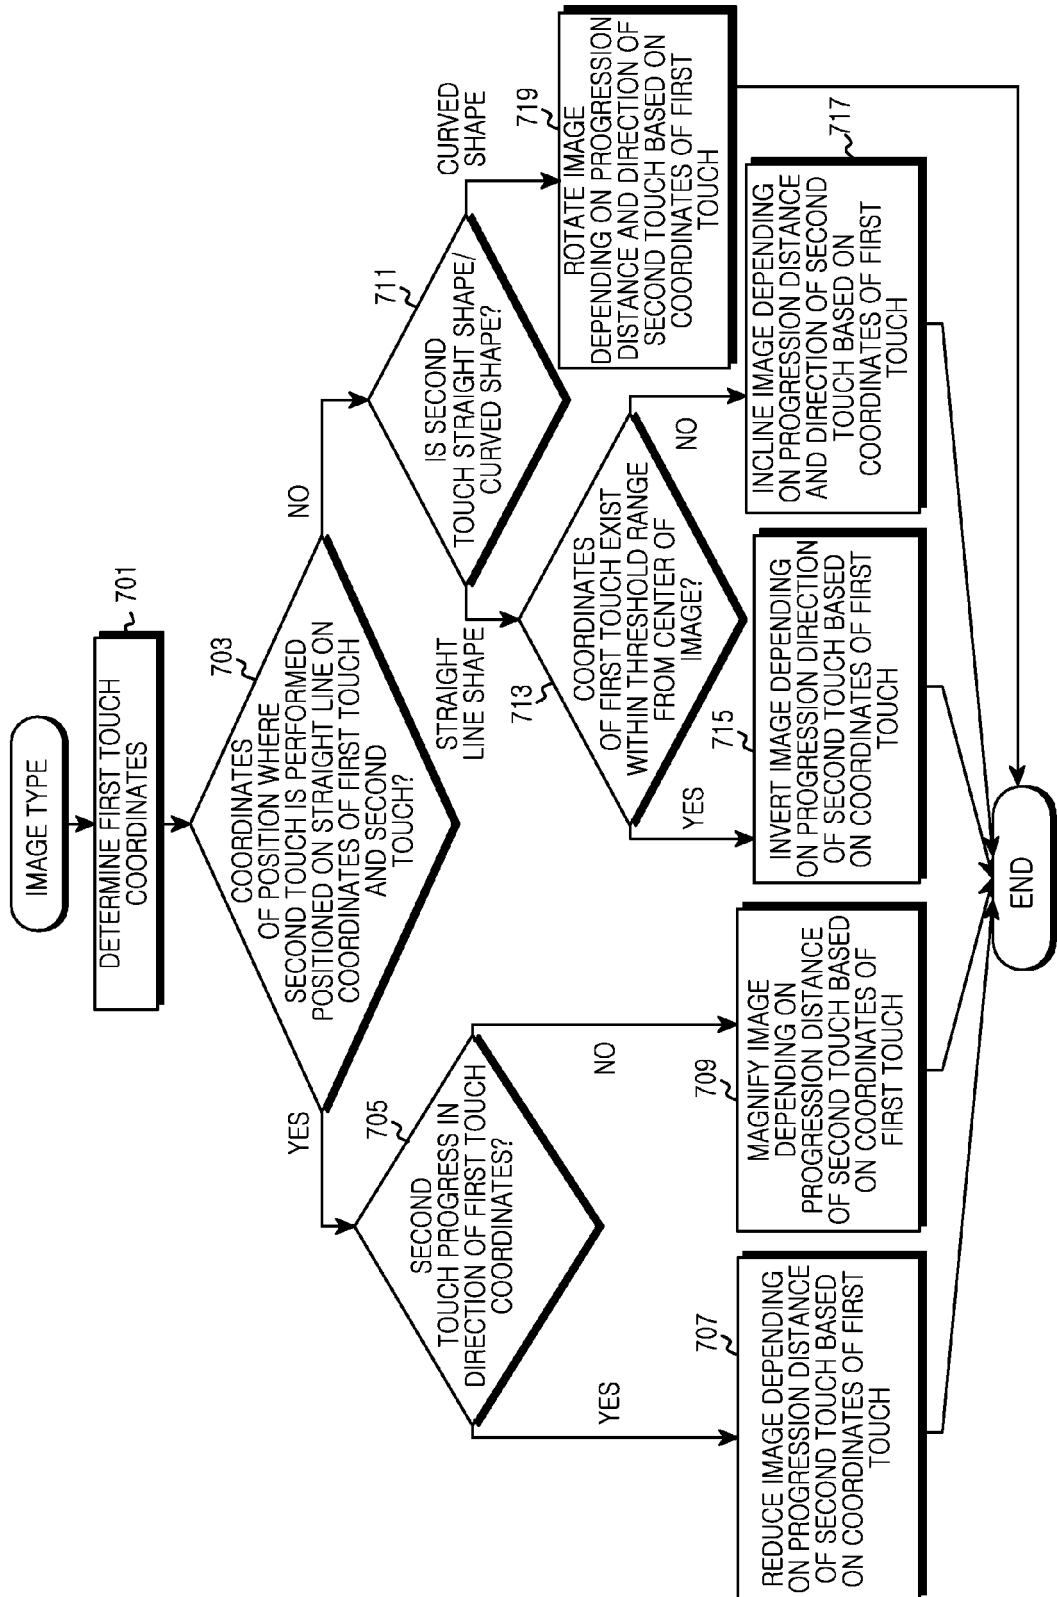 IMAGE TYPE
701
DETERMINE FIRST TOUCH
COORDINATES
703
COORDINATES
OF POSITION WHERE
SECOND TOUCH IS PERFORMED
POSITIONED ON STRAIGHT LINE ON
COORDINATES OF FIRST TOUCH
AND SECOND
TOUCH?
YES
NO
705
SECOND
TOUCH PROGRESS IN
DIRECTION OF FIRST TOUCH
COORDINATES?
YES
NO
711
IS SECOND
TOUCH STRAIGHT SHAPE/
CURVED SHAPE?
STRAIGHT
LINE SHAPE
CURVED
SHAPE
713
COORDINATES
OF FIRST TOUCH EXIST
WITHIN THRESHOLD RANGE
FROM CENTER OF
IMAGE?
YES
NO
719
ROTATE IMAGE
DEPENDING ON PROGRESSION
DISTANCE AND DIRECTION OF
SECOND TOUCH BASED ON
COORDINATES OF FIRST
TOUCH
707
REDUCE IMAGE DEPENDING
ON PROGRESSION DISTANCE
OF SECOND TOUCH BASED
ON COORDINATES OF FIRST
TOUCH
709
MAGNIFY IMAGE
DEPENDING ON
PROGRESSION DISTANCE
OF SECOND TOUCH BASED
ON COORDINATES OF
FIRST TOUCH
715
INVERT IMAGE DEPENDING
ON PROGRESSION DIRECTION
OF SECOND TOUCH BASED
ON COORDINATES OF FIRST
TOUCH
717
INCLINE IMAGE DEPENDING
ON PROGRESSION DISTANCE
AND DIRECTION OF SECOND
TOUCH BASED ON
COORDINATES OF FIRST
TOUCH
END